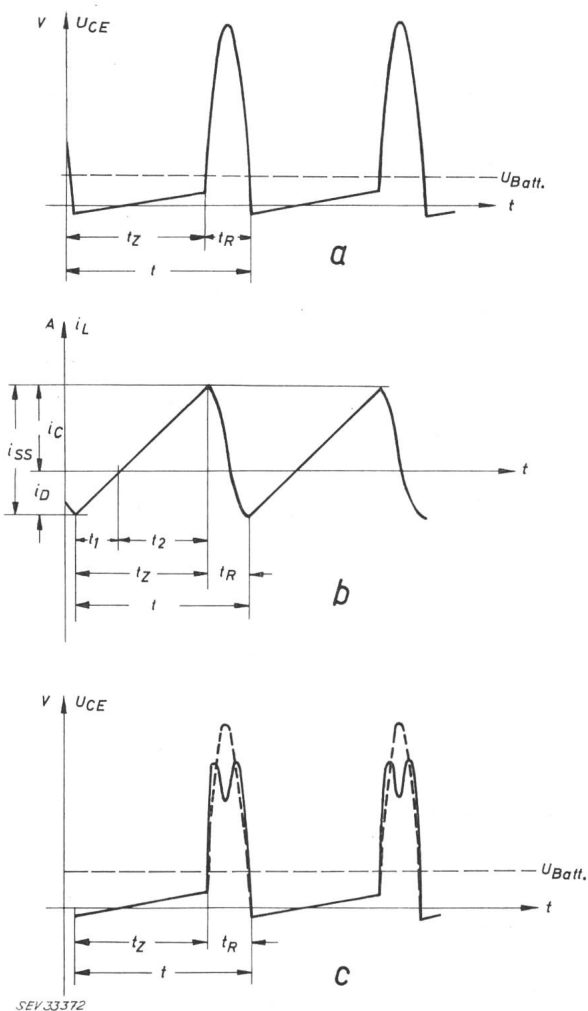 V U_CE
U_Batt.
t
t_Z t_R
t
a
A i_L
i_C
i_SS
t
i_D
t_1 t_2
t_Z t_R
t
b
V U_CE
U_Batt.
t
t_Z t_R
t
c
SEV33372